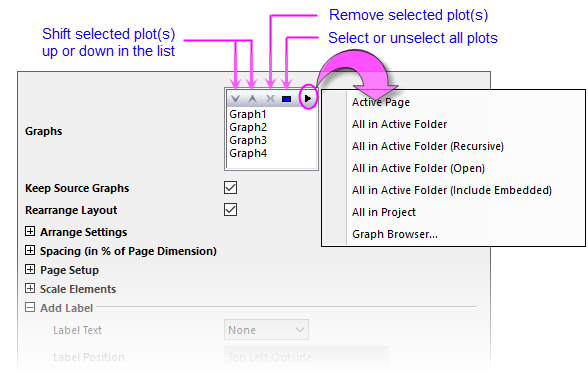 Remove selected plot(s)
Shift selected plot(s)
up or down in the list
Select or unselect all plots
Graphs
Graph1
Graph2
Graph3
Graph4
Active Page
All in Active Folder
All in Active Folder (Recursive)
All in Active Folder (Open)
All in Active Folder (Include Embedded)
All in Project
Graph Browser...
Keep Source Graphs
Rearrange Layout
Arrange Settings
Spacing (in % of Page Dimension)
Page Setup
Scale Elements
Add Label
Label Text None
Label Position Top Left Outside